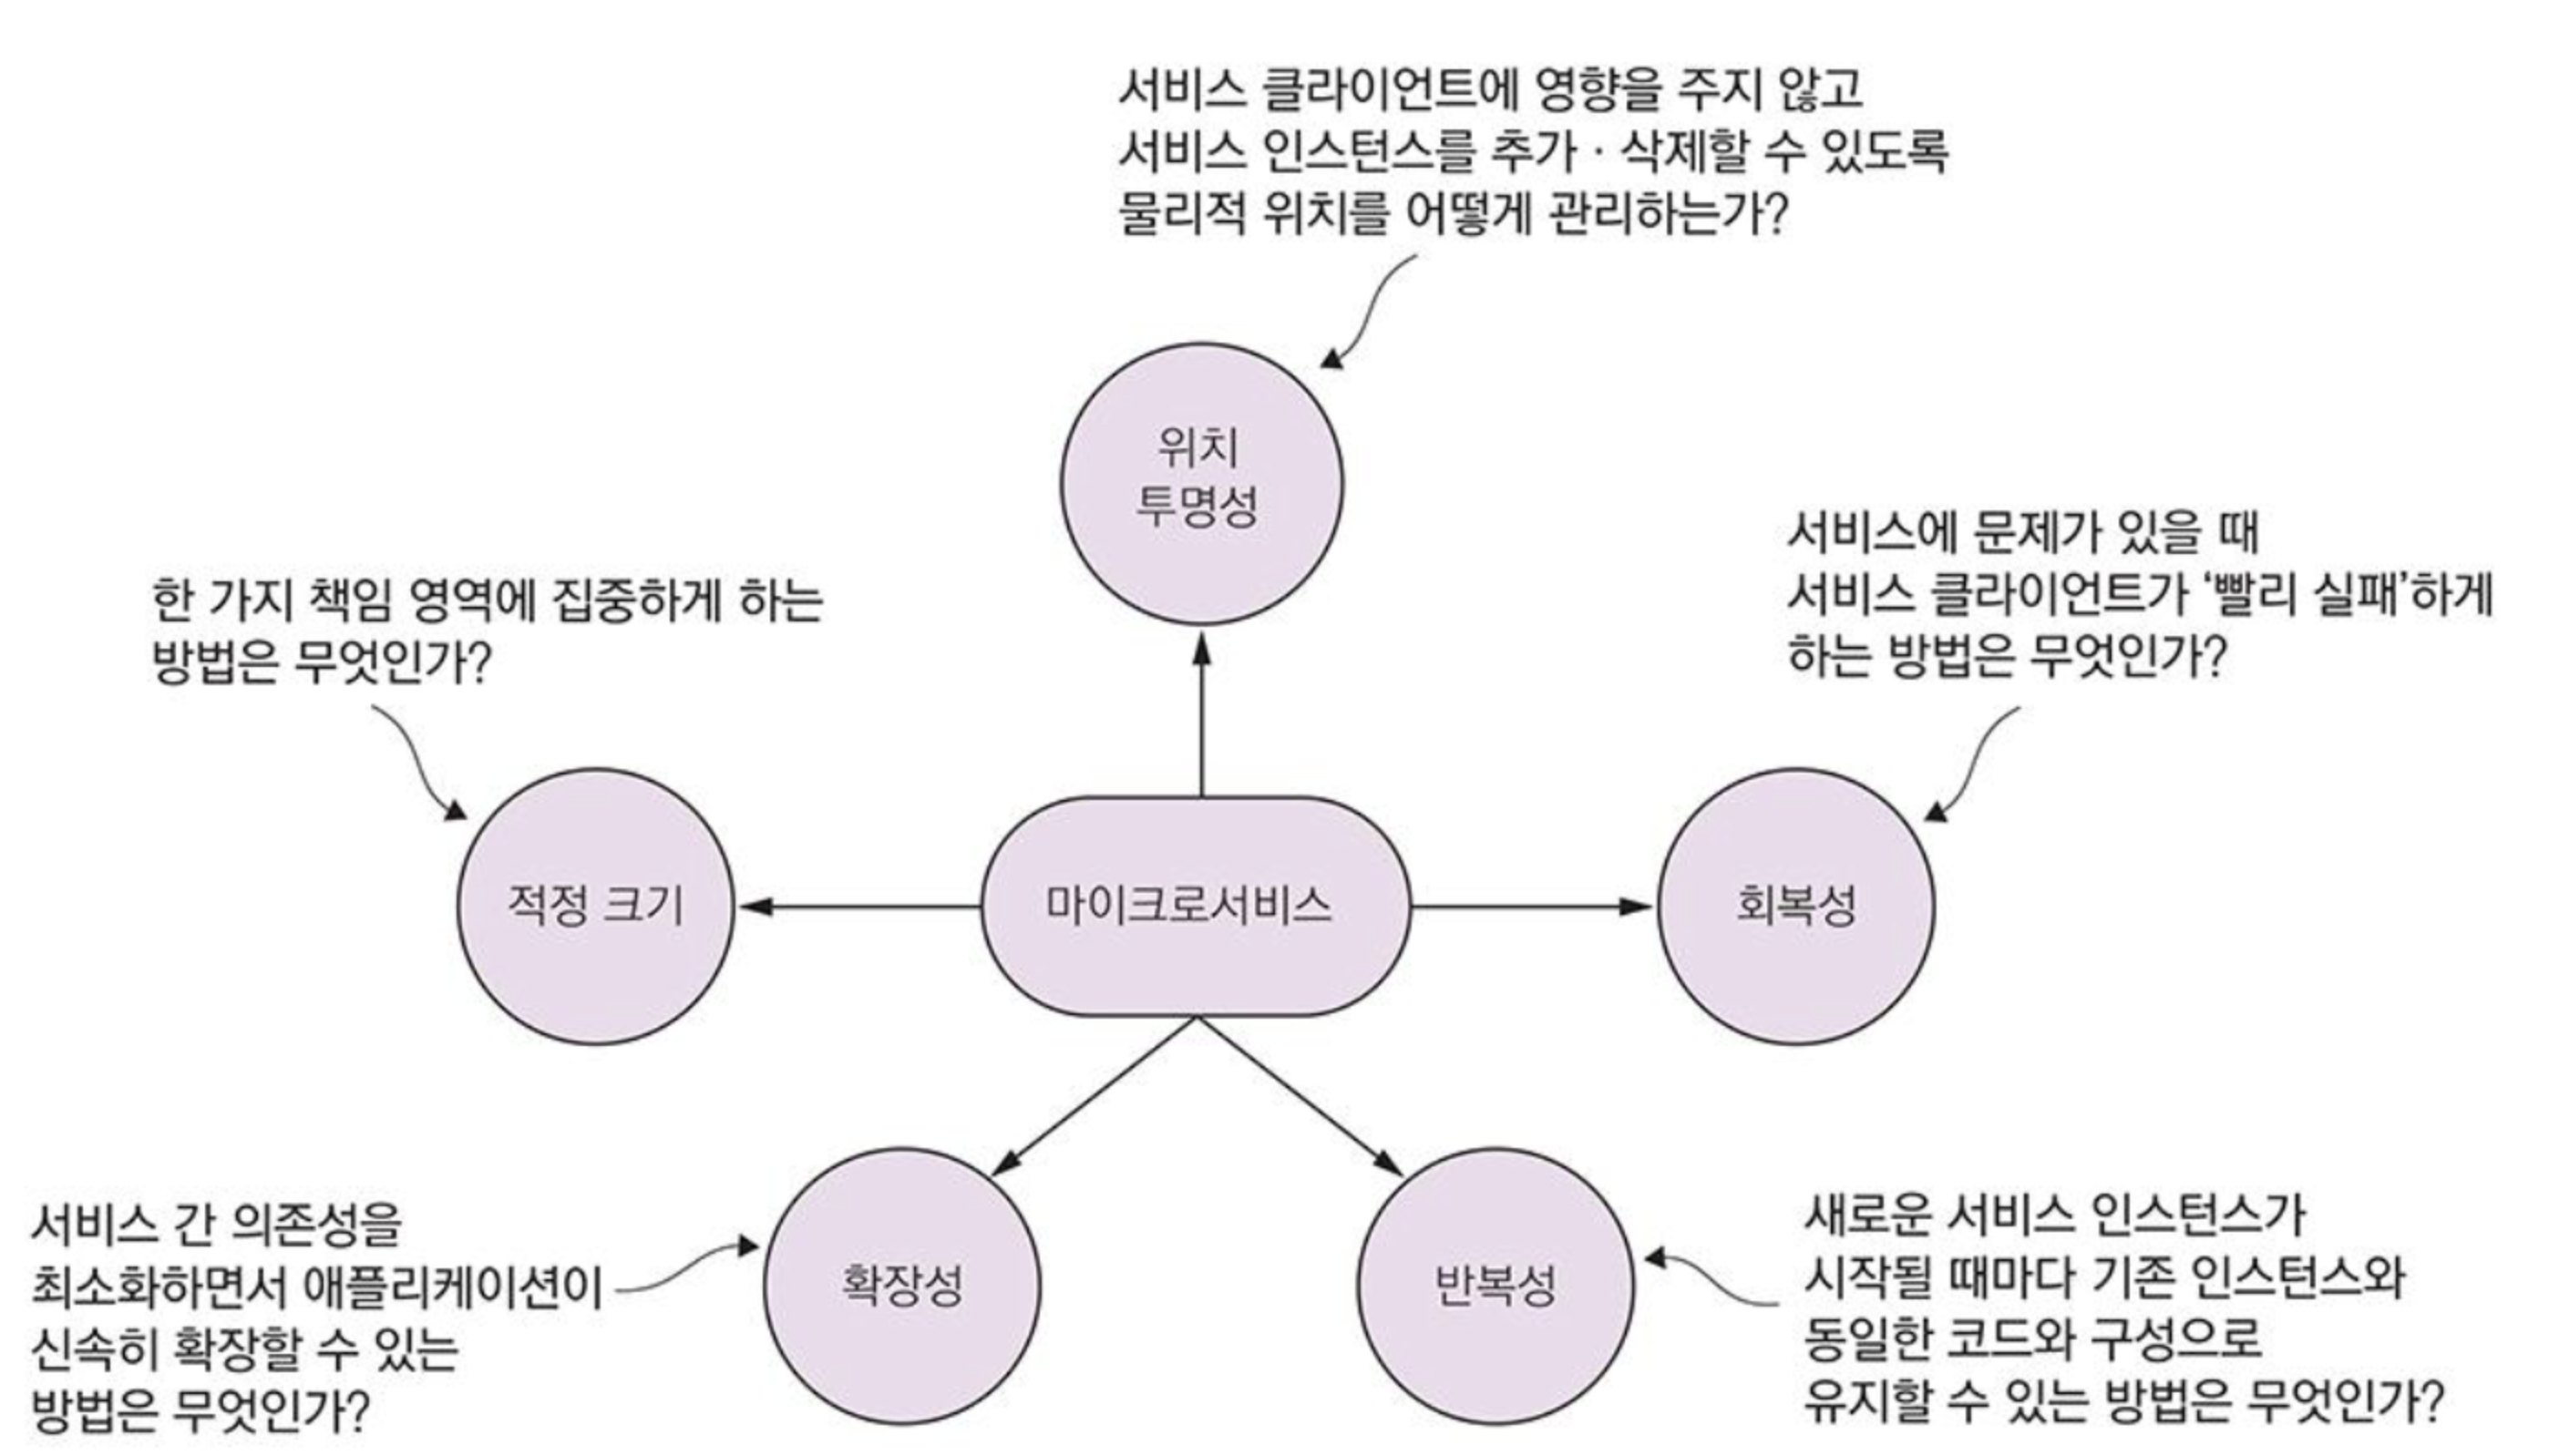 서비스 클라이언트에 영향을 주지 않고
서비스 인스턴스를 추가 · 삭제할 수 있도록
물리적 위치를 어떻게 관리하는가?
위치
투명성
한 가지 책임 영역에 집중하게 하는
방법은 무엇인가?
서비스에 문제가 있을 때
서비스 클라이언트가 ‘빨리 실패’하게
하는 방법은 무엇인가?
적정 크기
마이크로서비스
회복성
서비스 간 의존성을
최소화하면서 애플리케이션이
신속히 확장할 수 있는
방법은 무엇인가?
확장성
반복성
새로운 서비스 인스턴스가
시작될 때마다 기존 인스턴스와
동일한 코드와 구성으로
유지할 수 있는 방법은 무엇인가?